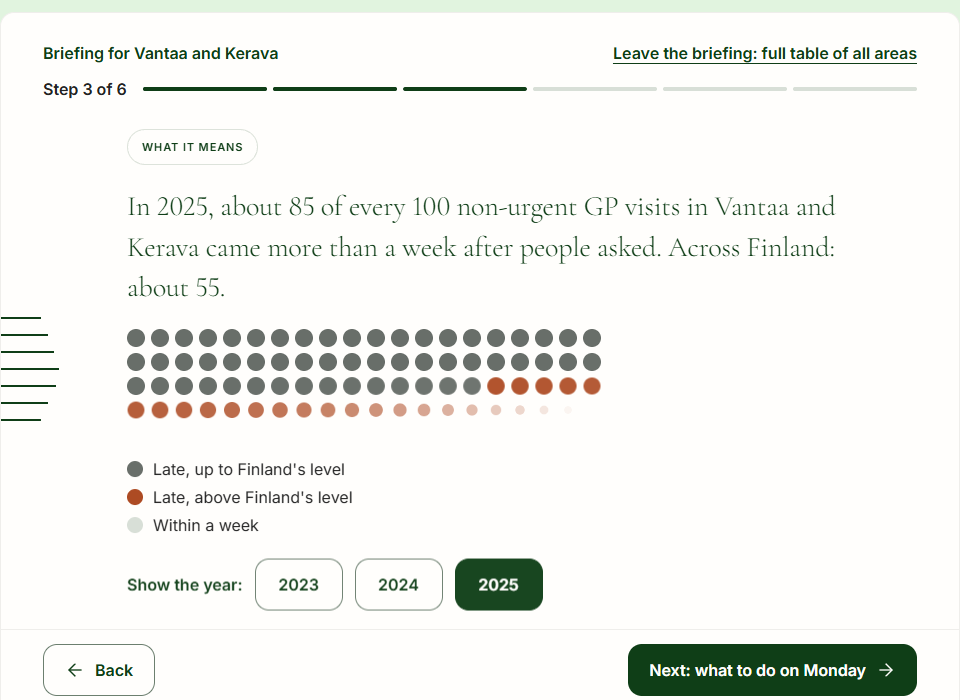 Briefing for Vantaa and Kerava
Leave the briefing: full table of all areas
Step 3 of 6
WHAT IT MEANS
In 2025, about 85 of every 100 non-urgent GP visits in Vantaa and
Kerava came more than a week after people asked. Across Finland:
about 55.
Late, up to Finland's level
Late, above Finland's level
Within a week
Show the year:
2023
2024
2025
Back
Next: what to do on Monday